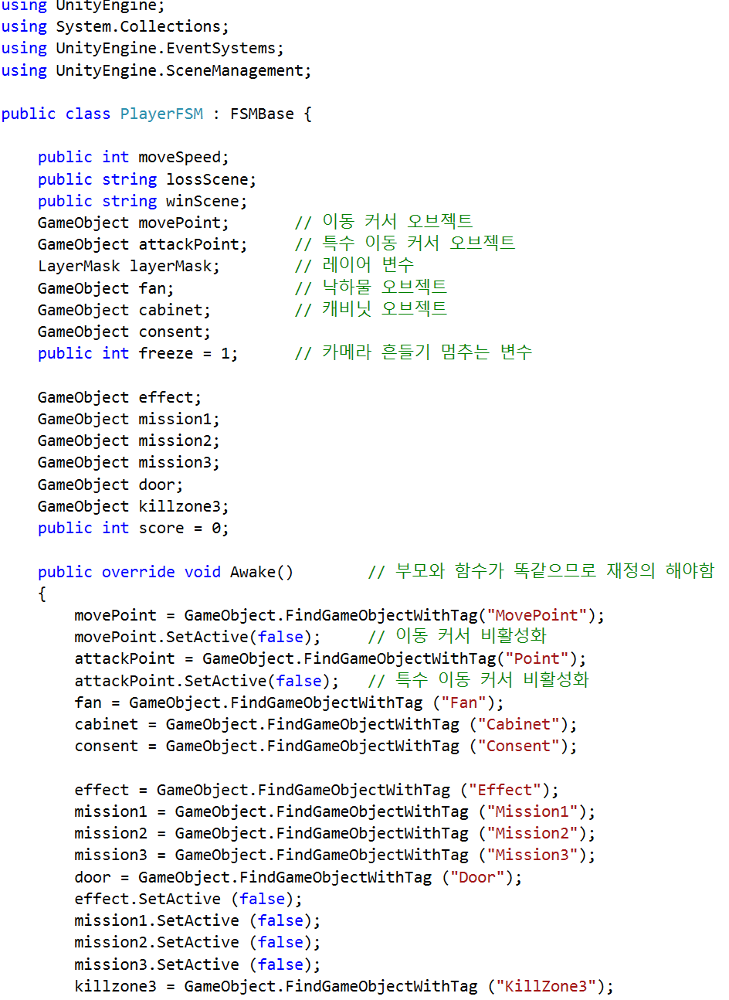 using UnityEngine;
using System.Collections;
using UnityEngine.EventSystems;
using UnityEngine.SceneManagement;

public class PlayerFSM : FSMBase {

    public int moveSpeed;
    public string lossScene;
    public string winScene;
    GameObject movePoint;       // 이동 커서 오브젝트
    GameObject attackPoint;     // 특수 이동 커서 오브젝트
    LayerMask layerMask;        // 레이어 변수
    GameObject fan;             // 낙하물 오브젝트
    GameObject cabinet;         // 캐비닛 오브젝트
    GameObject consent;
    public int freeze = 1;      // 카메라 흔들기 멈추는 변수

    GameObject effect;
    GameObject mission1;
    GameObject mission2;
    GameObject mission3;
    GameObject door;
    GameObject killzone3;
    public int score = 0;

    public override void Awake()        // 부모와 함수가 똑같으므로 재정의 해야함
    {
        movePoint = GameObject.FindGameObjectWithTag("MovePoint");
        movePoint.SetActive(false);     // 이동 커서 비활성화
        attackPoint = GameObject.FindGameObjectWithTag("Point");
        attackPoint.SetActive(false);   // 특수 이동 커서 비활성화
        fan = GameObject.FindGameObjectWithTag ("Fan");
        cabinet = GameObject.FindGameObjectWithTag ("Cabinet");
        consent = GameObject.FindGameObjectWithTag ("Consent");

        effect = GameObject.FindGameObjectWithTag ("Effect");
        mission1 = GameObject.FindGameObjectWithTag ("Mission1");
        mission2 = GameObject.FindGameObjectWithTag ("Mission2");
        mission3 = GameObject.FindGameObjectWithTag ("Mission3");
        door = GameObject.FindGameObjectWithTag ("Door");
        effect.SetActive (false);
        mission1.SetActive (false);
        mission2.SetActive (false);
        mission3.SetActive (false);
        killzone3 = GameObject.FindGameObjectWithTag ("KillZone3");